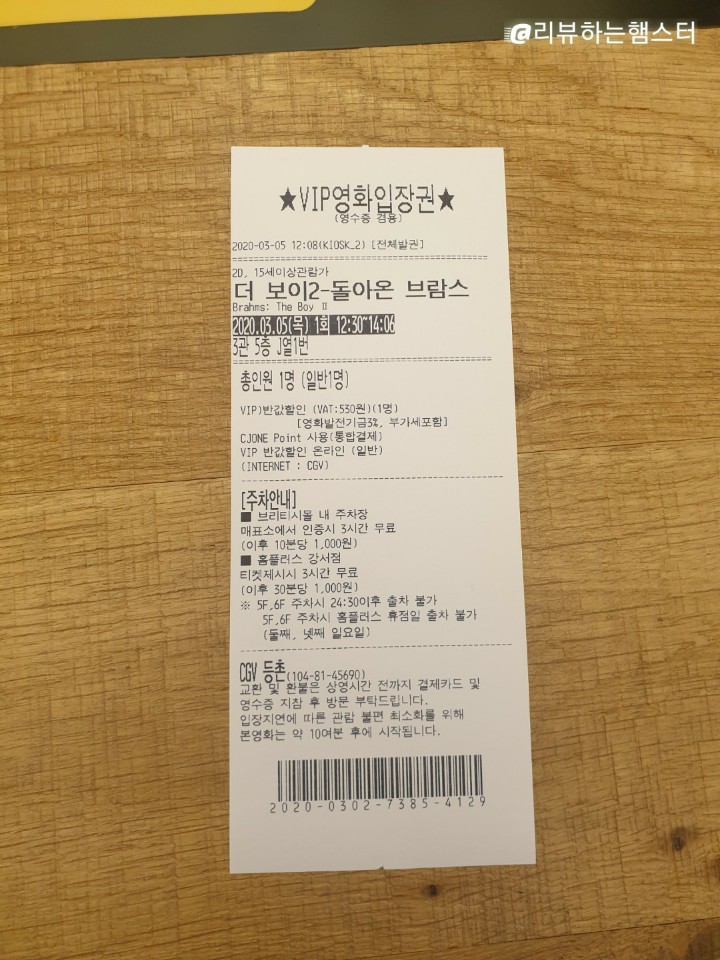 @리뷰하는햄스터
★VIP영화입장권★
(영수증 겸용)
2020-03-05 12:08(KIOSK_2) [전체발권]
2D, 15세이상관람가
더 보이2-돌아온 브람스
Brahms: The Boy Ⅱ
2020.03.05(목) 1회 12:30~14:06
3관 5층 J열1번
총인원 1명 (일반1명)
VIP)반값할인 (VAT:530원)(1명)
[영화발전기금3%, 부가세포함]
CJONE Point 사용(통합결제)
VIP 반값할인 온라인 (일반)
(INTERNET : CGV)
[주차안내]
■ 브리티시몰 내 주차장
매표소에서 인증시 3시간 무료
(이후 10분당 1,000원)
■ 홈플러스 강서점
티켓제시시 3시간 무료
(이후 30분당 1,000원)
※ 5F,6F 주차시 24:30이후 출차 불가
5F,6F 주차시 홈플러스 휴점일 출차 불가
(둘째, 넷째 일요일)
CGV 등촌(104-81-45690)
교환 및 환불은 상영시간 전까지 결제카드 및
영수증 지참 후 방문 부탁드립니다.
입장지연에 따른 관람 불편 최소화를 위해
본영화는 약 10여분 후에 시작됩니다.
2020-0302-7385-4129